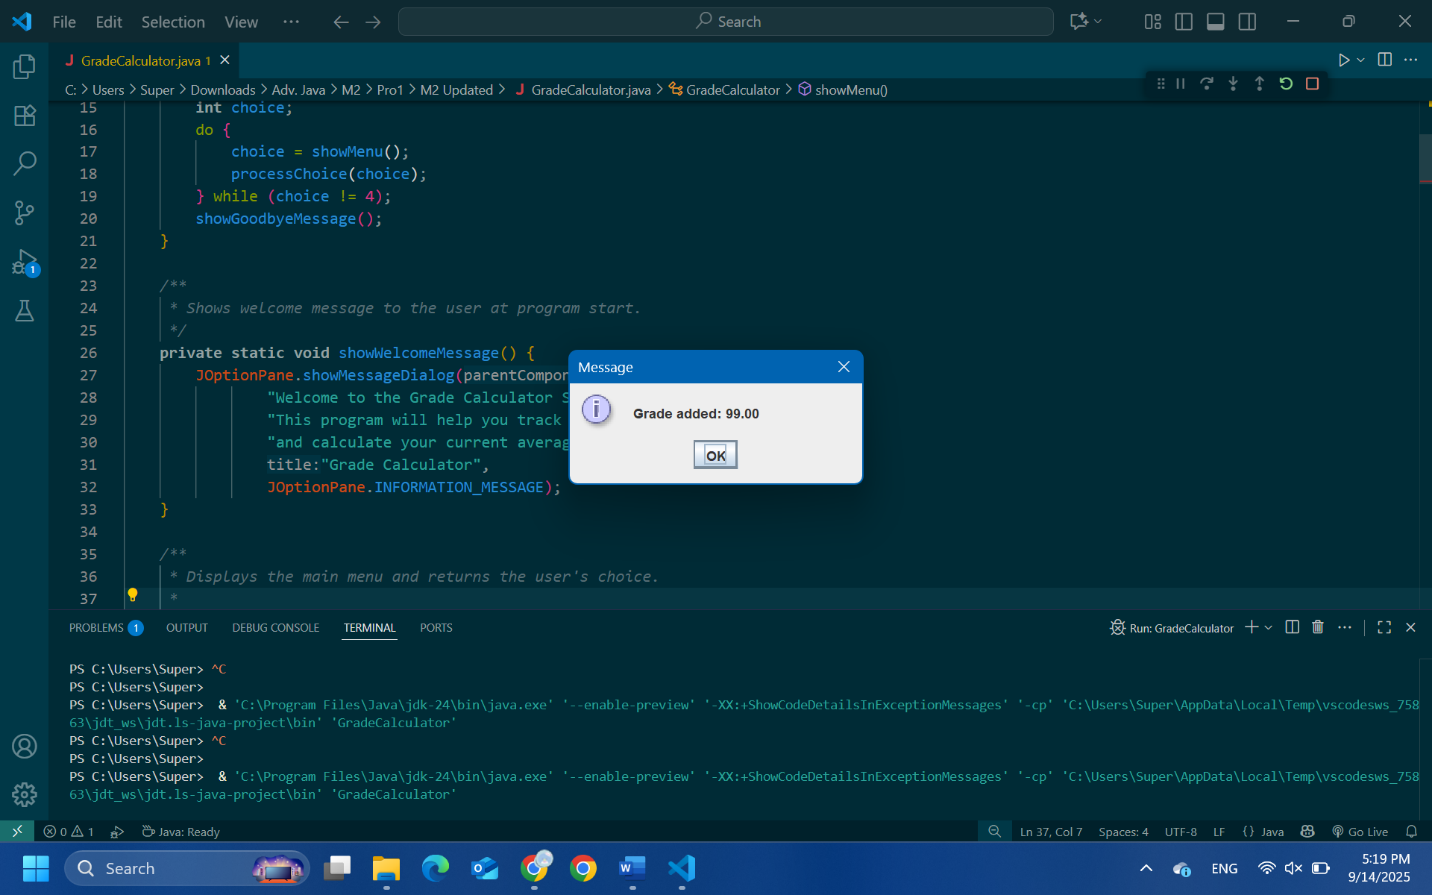 File Edit Selection View ···
Search
GradeCalculator.java 1
C: > Users > Super > Downloads > Adv. Java > M2 > Pro1 > M2 Updated > J GradeCalculator.java > GradeCalculator > showMenu()
15 int choice;
16 do {
17 choice = showMenu();
18 processChoice(choice);
19 } while (choice != 4);
20 showGoodbyeMessage();
21 }
22
23 /**
24 * Shows welcome message to the user at program start.
25 */
26 private static void showWelcomeMessage() {
27 JOptionPane.showMessageDialog(parentCompon
28 "Welcome to the Grade Calculator S
29 "This program will help you track
30 "and calculate your current averag
31 title:"Grade Calculator",
32 JOptionPane.INFORMATION_MESSAGE);
33 }
34
35 /**
36 * Displays the main menu and returns the user's choice.
37 *
Message
Grade added: 99.00
OK
PROBLEMS 1 OUTPUT DEBUG CONSOLE TERMINAL PORTS
Run: GradeCalculator
PS C:\Users\Super> ^C
PS C:\Users\Super>
PS C:\Users\Super> & 'C:\Program Files\Java\jdk-24\bin\java.exe' '--enable-preview' '-XX:+ShowCodeDetailsInExceptionMessages' '-cp' 'C:\Users\Super\AppData\Local\Temp\vscodesws_758
63\jdt_ws\jdt.ls-java-project\bin' 'GradeCalculator'
PS C:\Users\Super> ^C
PS C:\Users\Super>
PS C:\Users\Super> & 'C:\Program Files\Java\jdk-24\bin\java.exe' '--enable-preview' '-XX:+ShowCodeDetailsInExceptionMessages' '-cp' 'C:\Users\Super\AppData\Local\Temp\vscodesws_758
63\jdt_ws\jdt.ls-java-project\bin' 'GradeCalculator'
0 1 Java: Ready
Ln 37, Col 7 Spaces: 4 UTF-8 LF {} Java Go Live
Search
ENG
5:19 PM
9/14/2025